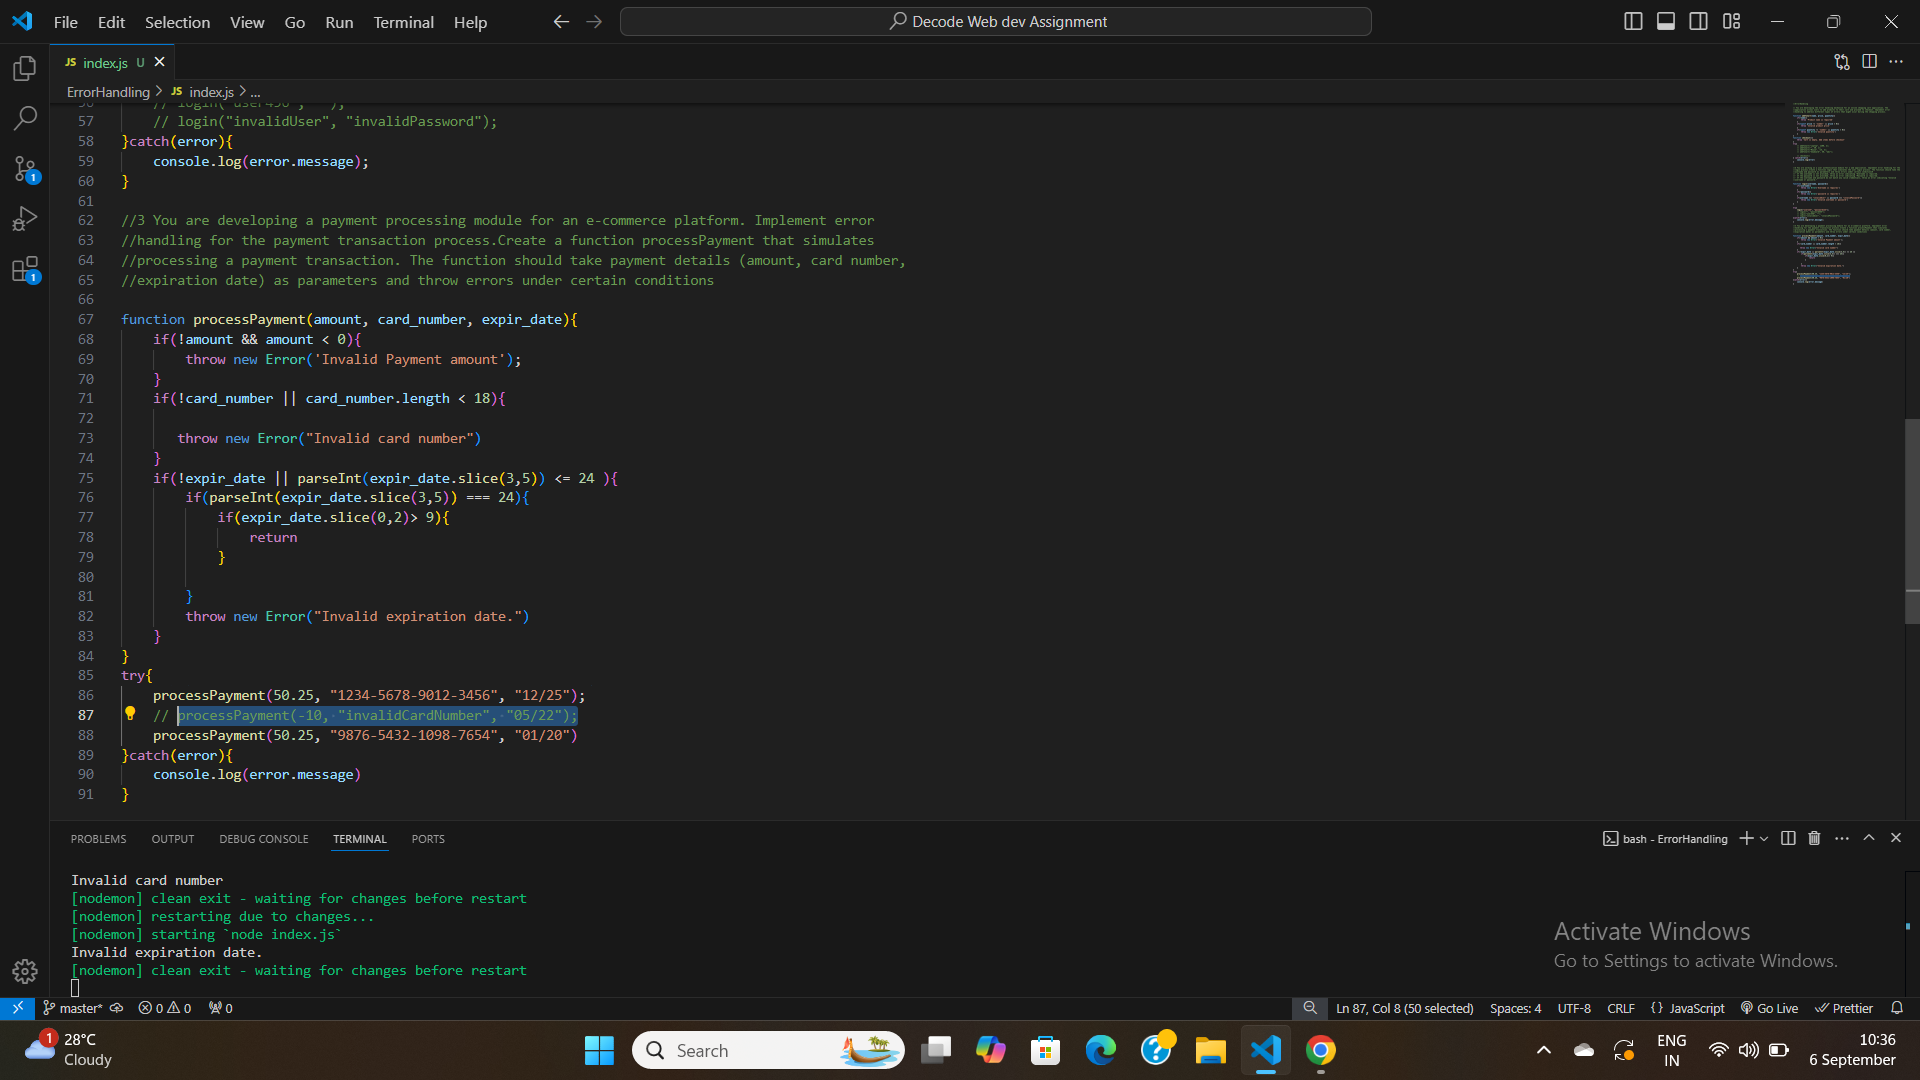 File Edit Selection View Go Run Terminal Help
Decode Web dev Assignment
JS index.js U
ErrorHandling > JS index.js > ...
56 // login("user456", "");
57 // login("invalidUser", "invalidPassword");
58 }catch(error){
59 console.log(error.message);
60 }
61
62 //3 You are developing a payment processing module for an e-commerce platform. Implement error
63 //handling for the payment transaction process.Create a function processPayment that simulates
64 //processing a payment transaction. The function should take payment details (amount, card number,
65 //expiration date) as parameters and throw errors under certain conditions
66
67 function processPayment(amount, card_number, expir_date){
68 if(!amount && amount < 0){
69 throw new Error('Invalid Payment amount');
70 }
71 if(!card_number || card_number.length < 18){
72
73 throw new Error("Invalid card number")
74 }
75 if(!expir_date || parseInt(expir_date.slice(3,5)) <= 24 ){
76 if(parseInt(expir_date.slice(3,5)) === 24){
77 if(expir_date.slice(0,2)> 9){
78 return
79 }
80
81 }
82 throw new Error("Invalid expiration date.")
83 }
84 }
85 try{
86 processPayment(50.25, "1234-5678-9012-3456", "12/25");
87 // processPayment(-10, "invalidCardNumber", "05/22");
88 processPayment(50.25, "9876-5432-1098-7654", "01/20")
89 }catch(error){
90 console.log(error.message)
91 }
PROBLEMS OUTPUT DEBUG CONSOLE TERMINAL PORTS
bash - ErrorHandling
Invalid card number
[nodemon] clean exit - waiting for changes before restart
[nodemon] restarting due to changes...
[nodemon] starting `node index.js`
Invalid expiration date.
[nodemon] clean exit - waiting for changes before restart
Activate Windows
Go to Settings to activate Windows.
master* 0 0 0
Ln 87, Col 8 (50 selected) Spaces: 4 UTF-8 CRLF {} JavaScript Go Live Prettier
1
28°C
Cloudy
Search
ENG
IN
10:36
6 September